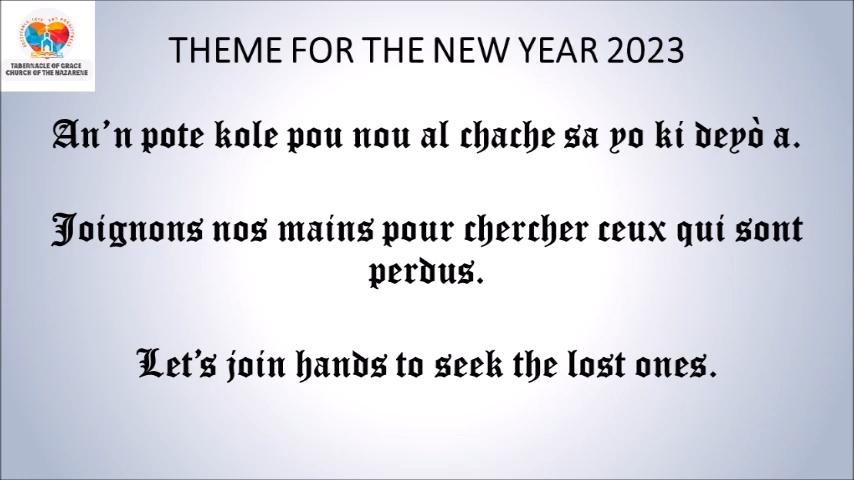 TABERNACLE OF GRACE
CHURCH OF THE NAZARENE
THEME FOR THE NEW YEAR 2023
An'n pote kole pou nou al chache sa yo ki deyò a.
Joignons nos mains pour chercher ceux qui sont
perdus.
Let's join hands to seek the lost ones.